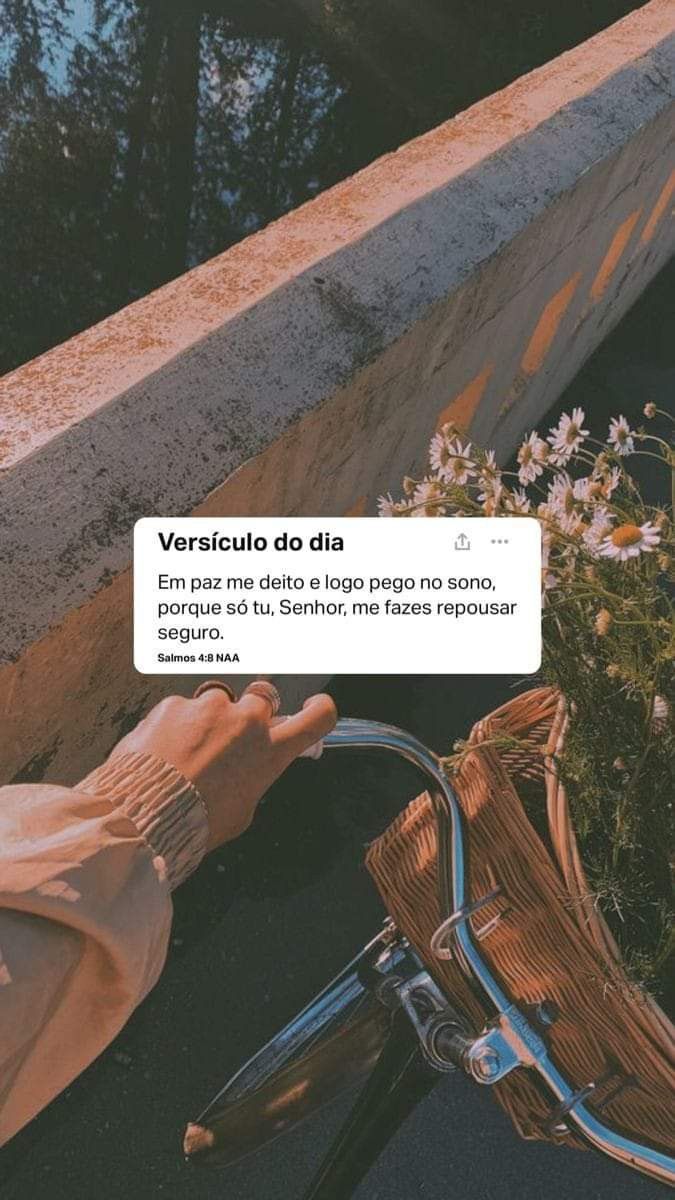 Versículo do dia
Em paz me deito e logo pego no sono,
porque só tu, Senhor, me fazes repousar
seguro.
Salmos 4:8 NAA